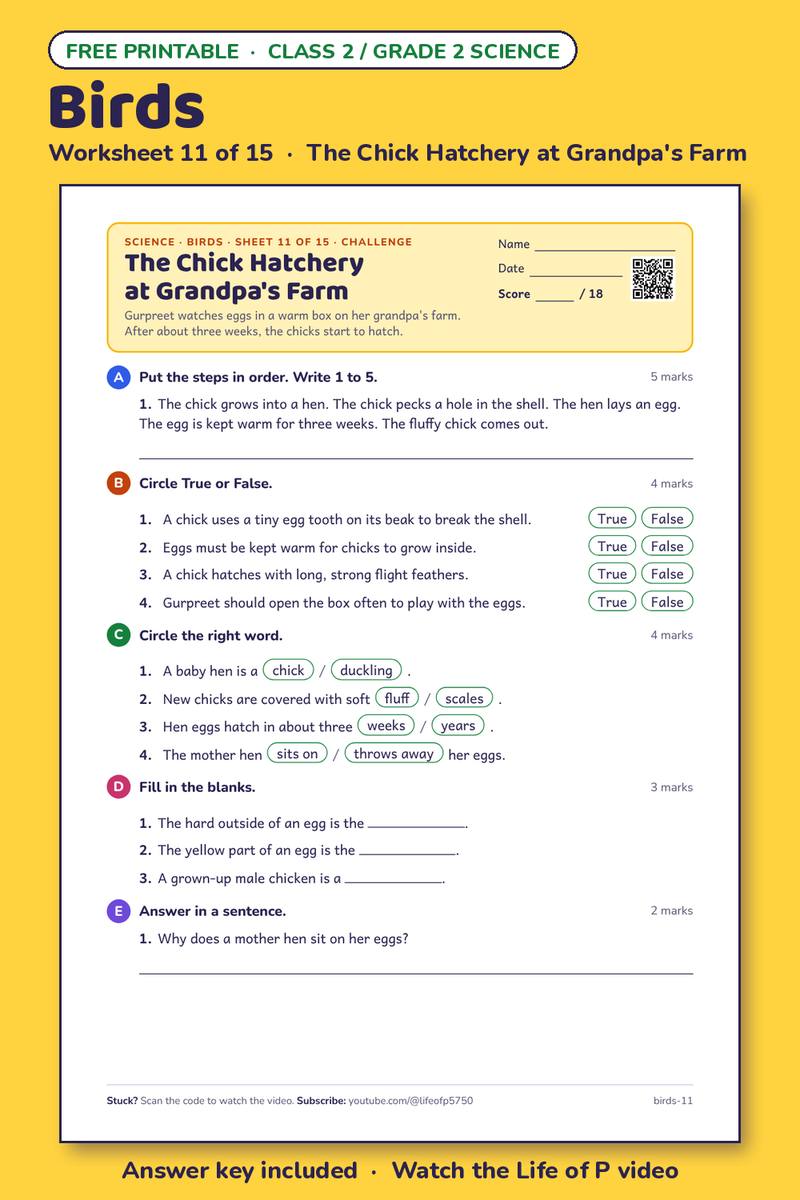 FREE PRINTABLE · CLASS 2 / GRADE 2 SCIENCE
Birds
Worksheet 11 of 15 · The Chick Hatchery at Grandpa's Farm
SCIENCE · BIRDS · SHEET 11 OF 15 · CHALLENGE
The Chick Hatchery
at Grandpa's Farm
Gurpreet watches eggs in a warm box on her grandpa's farm.
After about three weeks, the chicks start to hatch.
Name ____________
Date ____________
Score ______ / 18
A Put the steps in order. Write 1 to 5. 5 marks
1. The chick grows into a hen. The chick pecks a hole in the shell. The hen lays an egg.
The egg is kept warm for three weeks. The fluffy chick comes out.
B Circle True or False. 4 marks
1. A chick uses a tiny egg tooth on its beak to break the shell. True False
2. Eggs must be kept warm for chicks to grow inside. True False
3. A chick hatches with long, strong flight feathers. True False
4. Gurpreet should open the box often to play with the eggs. True False
C Circle the right word. 4 marks
1. A baby hen is a chick / duckling .
2. New chicks are covered with soft fluff / scales .
3. Hen eggs hatch in about three weeks / years .
4. The mother hen sits on / throws away her eggs.
D Fill in the blanks. 3 marks
1. The hard outside of an egg is the ____________.
2. The yellow part of an egg is the ____________.
3. A grown-up male chicken is a ____________.
E Answer in a sentence. 2 marks
1. Why does a mother hen sit on her eggs?
Stuck? Scan the code to watch the video. Subscribe: youtube.com/@lifeofp5750 birds-11
Answer key included · Watch the Life of P video